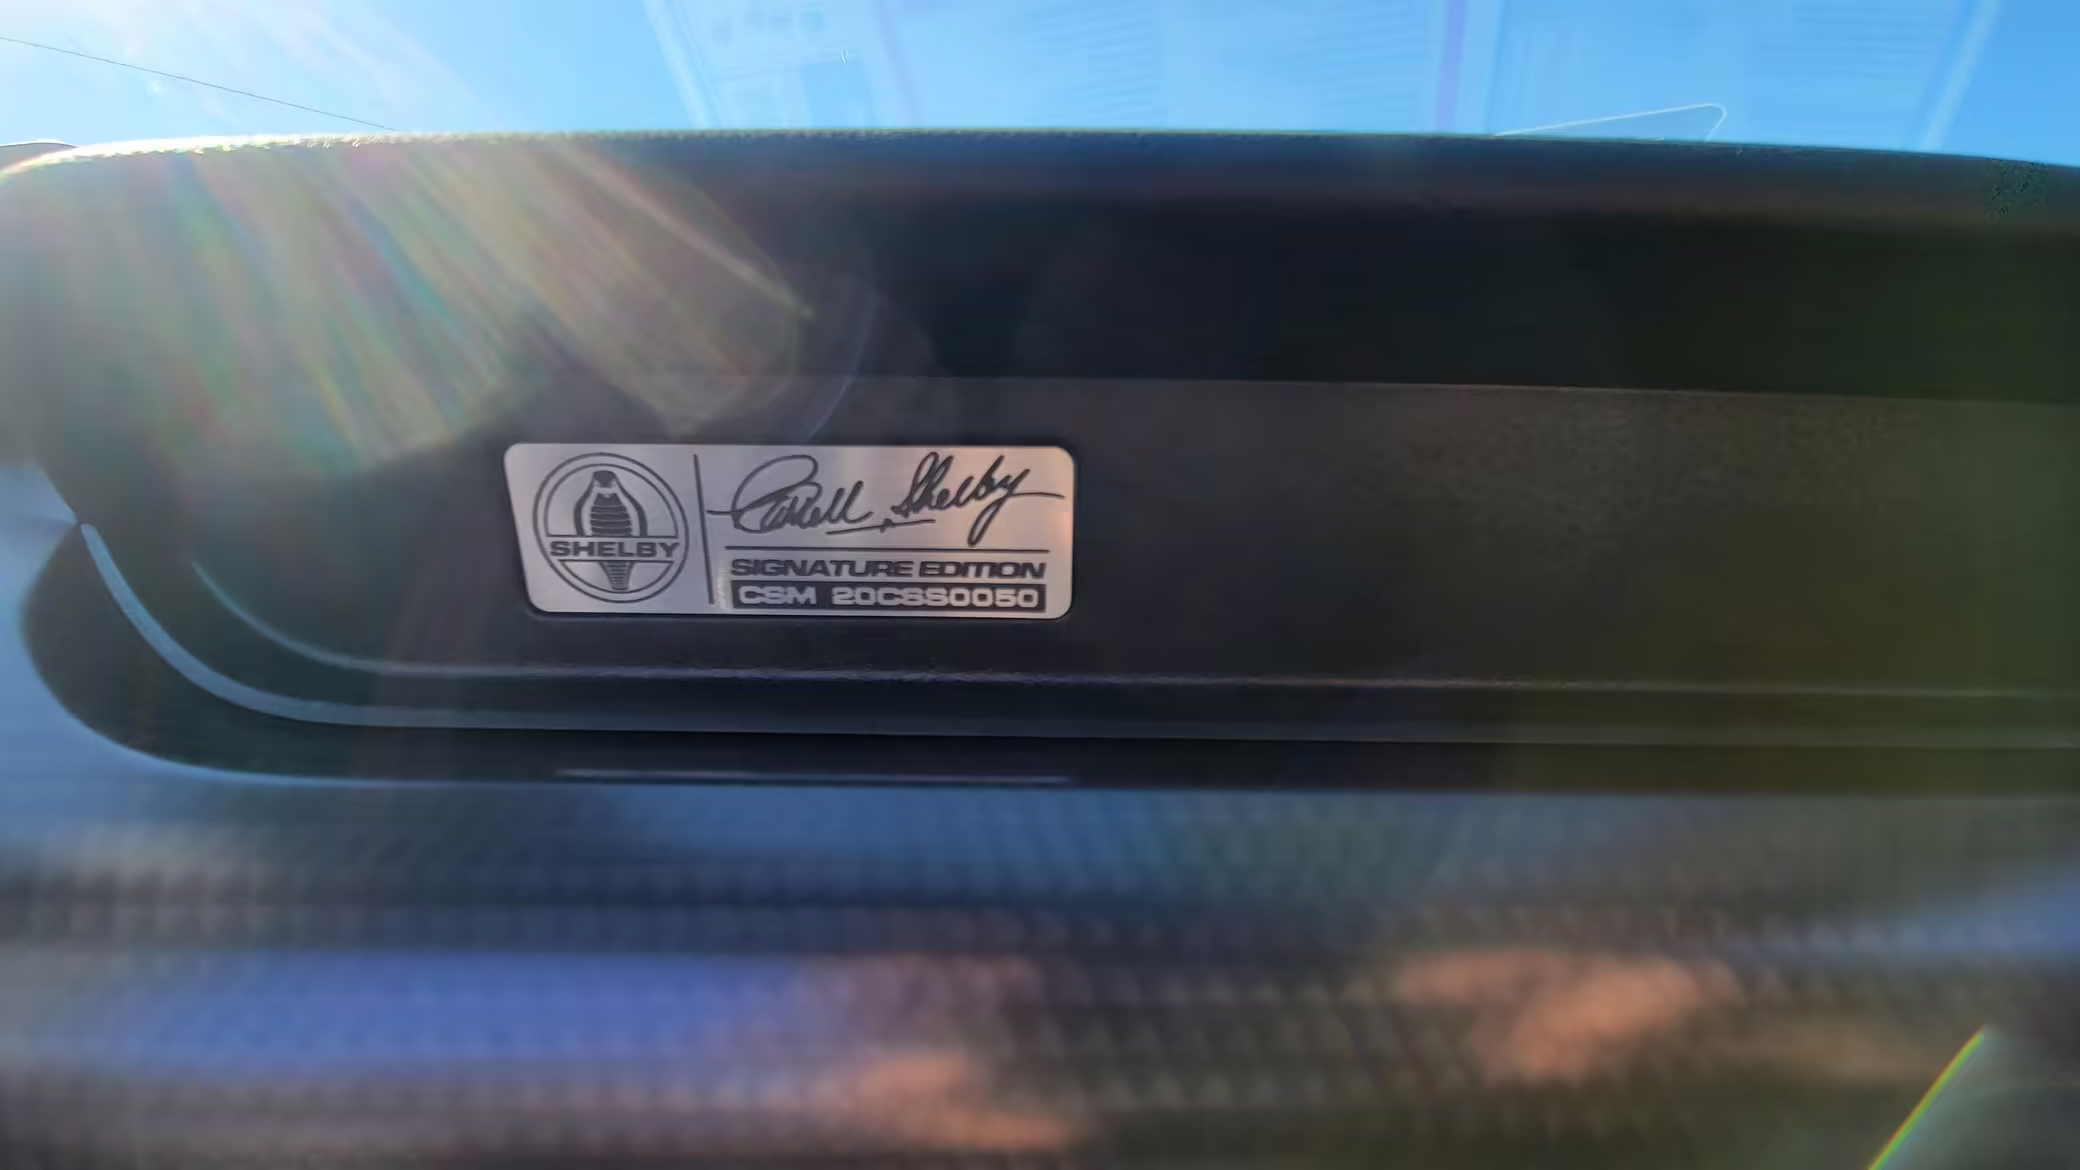 SHELBY
Carroll Shelby
SIGNATURE EDITION
CSM 20CSS0050